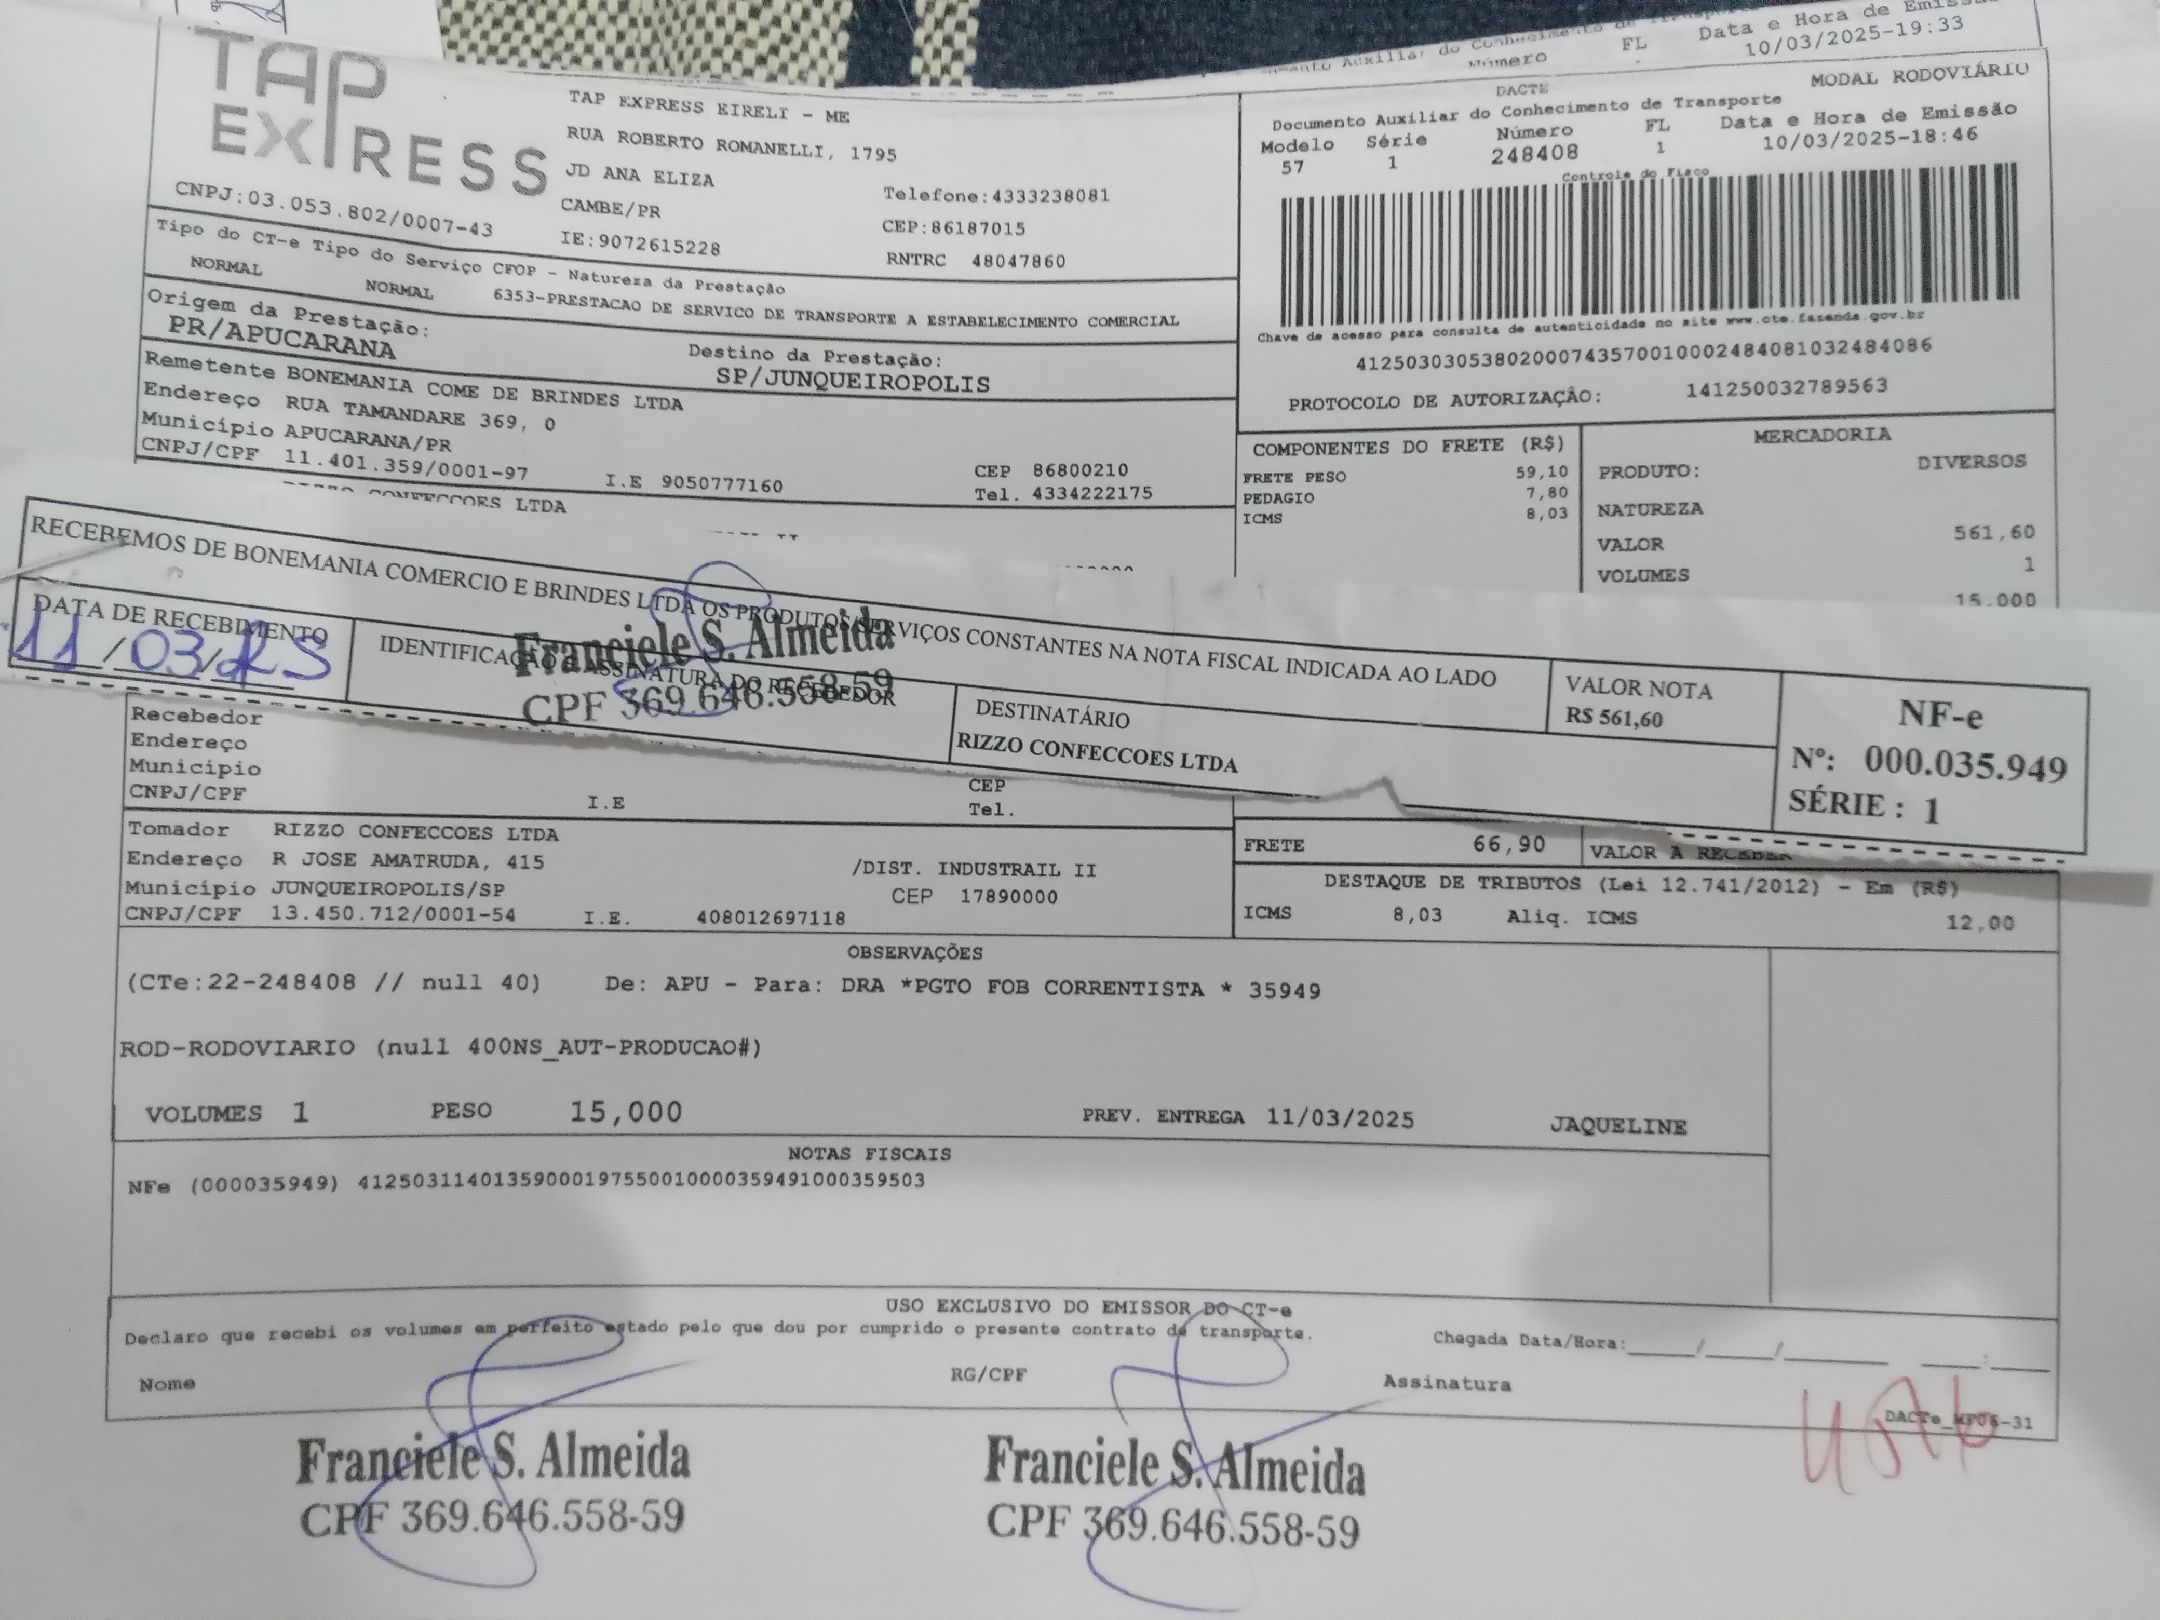 Documento Auxiliar do Conhecimento de Transporte
Número FL Data e Hora de Emissão
10/03/2025-19:33
TAP EXPRESS
TAP EXPRESS EIRELI - ME
RUA ROBERTO ROMANELLI, 1795
JD ANA ELIZA
CAMBE/PR
IE:9072615228
Telefone:4333238081
CEP:86187015
RNTRC 48047860
CNPJ:03.053.802/0007-43
DACTE MODAL RODOVIÁRIO
Documento Auxiliar do Conhecimento de Transporte
Modelo Série Número FL Data e Hora de Emissão
57 1 248408 1 10/03/2025-18:46
Controle do Fisco
Chave de acesso para consulta de autenticidade no site www.cte.fazenda.gov.br
41250303053802000743570010002484081032484086
PROTOCOLO DE AUTORIZAÇÃO: 141250032789563
Tipo do CT-e Tipo do Serviço CFOP - Natureza da Prestação
NORMAL NORMAL 6353-PRESTACAO DE SERVICO DE TRANSPORTE A ESTABELECIMENTO COMERCIAL
Origem da Prestação: Destino da Prestação:
PR/APUCARANA SP/JUNQUEIROPOLIS
Remetente BONEMANIA COME DE BRINDES LTDA
Endereço RUA TAMANDARE 369, 0
Município APUCARANA/PR CEP 86800210
CNPJ/CPF 11.401.359/0001-97 I.E 9050777160 Tel. 4334222175
CONFECCOES LTDA
COMPONENTES DO FRETE (R$)
FRETE PESO 59,10
PEDAGIO 7,80
ICMS 8,03
MERCADORIA
PRODUTO: DIVERSOS
NATUREZA
VALOR 561,60
VOLUMES 1
15,000
RECEBEMOS DE BONEMANIA COMERCIO E BRINDES LTDA OS PRODUTOS/SERVIÇOS CONSTANTES NA NOTA FISCAL INDICADA AO LADO
DATA DE RECEBIMENTO
11/03/
IDENTIFICAÇÃO E ASSINATURA DO RECEBEDOR
Franciele S. Almeida
CPF 369.646.558-59
DESTINATÁRIO
RIZZO CONFECCOES LTDA
VALOR NOTA
R$ 561,60
NF-e
Nº: 000.035.949
SÉRIE : 1
Recebedor
Endereço
Município CEP
CNPJ/CPF I.E Tel.
Tomador RIZZO CONFECCOES LTDA
Endereço R JOSE AMATRUDA, 415 /DIST. INDUSTRAIL II
Município JUNQUEIROPOLIS/SP CEP 17890000
CNPJ/CPF 13.450.712/0001-54 I.E. 408012697118
FRETE 66,90 VALOR A RECEBER
DESTAQUE DE TRIBUTOS (Lei 12.741/2012) - Em (R$)
ICMS 8,03 Aliq. ICMS 12,00
OBSERVAÇÕES
(CTe:22-248408 // null 40) De: APU - Para: DRA *PGTO FOB CORRENTISTA * 35949
ROD-RODOVIARIO (null 400NS_AUT-PRODUCAO#)
VOLUMES 1 PESO 15,000 PREV. ENTREGA 11/03/2025 JAQUELINE
NOTAS FISCAIS
NFe (000035949) 41250311401359000197550010000359491000359503
USO EXCLUSIVO DO EMISSOR DO CT-e
Declaro que recebi os volumes em perfeito estado pelo que dou por cumprido o presente contrato de transporte. Chegada Data/Hora:____/____/______ ____:____
Nome RG/CPF Assinatura
Franciele S. Almeida
CPF 369.646.558-59
Franciele S. Almeida
CPF 369.646.558-59